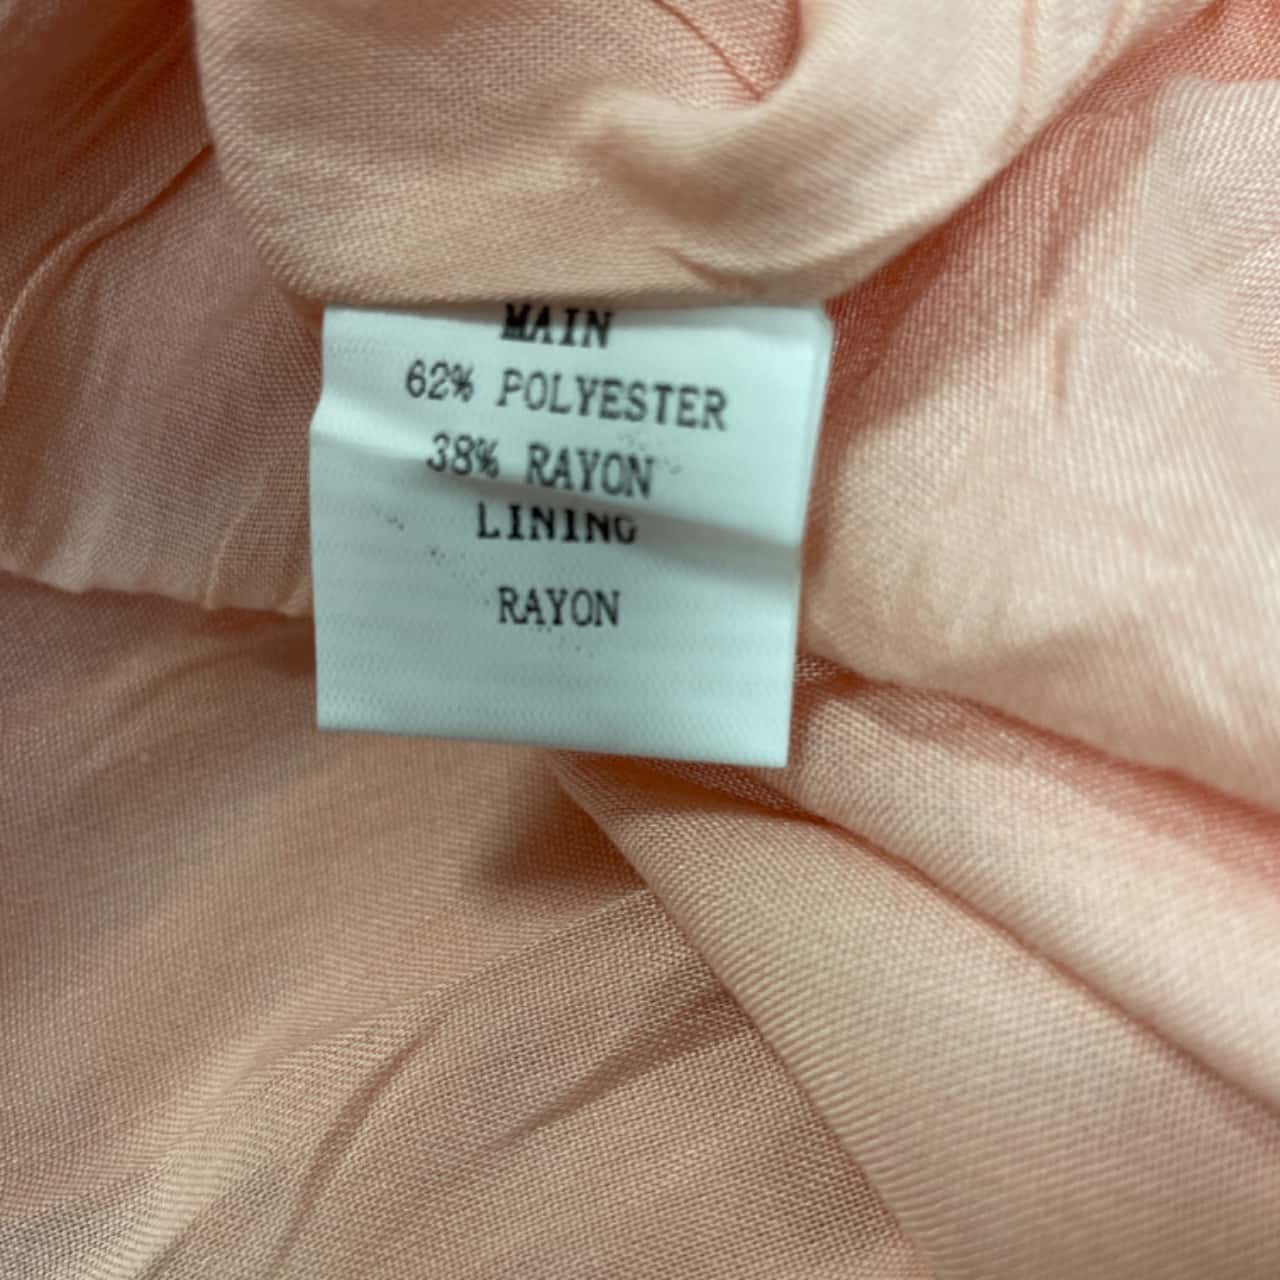 MAIN
62% POLYESTER
38% RAYON
LINING
RAYON